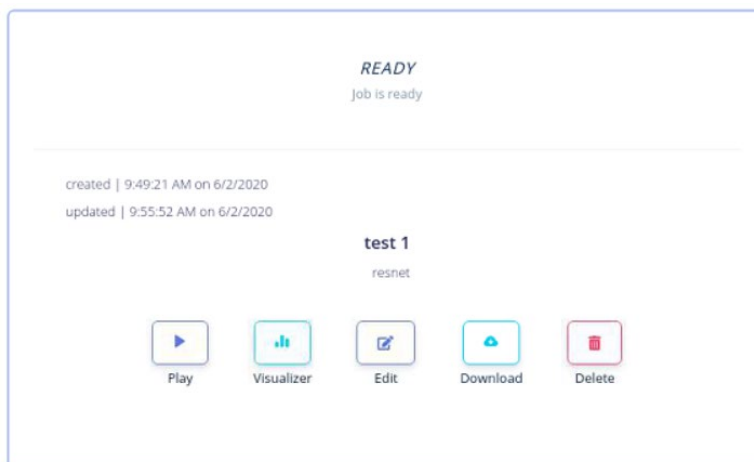 READY
Job is ready
created | 9:49:21 AM on 6/2/2020
updated | 9:55:52 AM on 6/2/2020
test 1
resnet
Play Visualizer Edit Download Delete